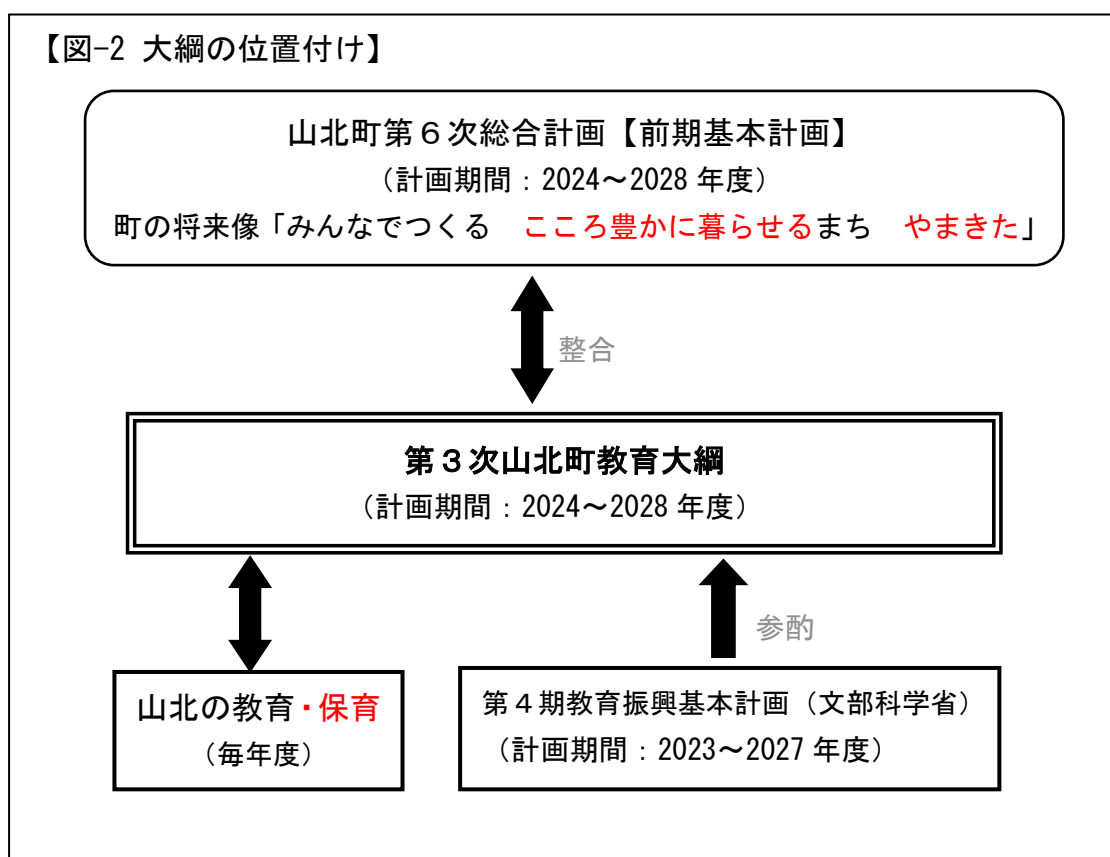 【図-2 大綱の位置付け】
山北町第６次総合計画【前期基本計画】
（計画期間：2024～2028 年度）
町の将来像「みんなでつくる　こころ豊かに暮らせるまち　やまきた」
整合
第３次山北町教育大綱
（計画期間：2024～2028 年度）
参酌
山北の教育・保育
（毎年度）
第４期教育振興基本計画（文部科学省）
（計画期間：2023～2027 年度）